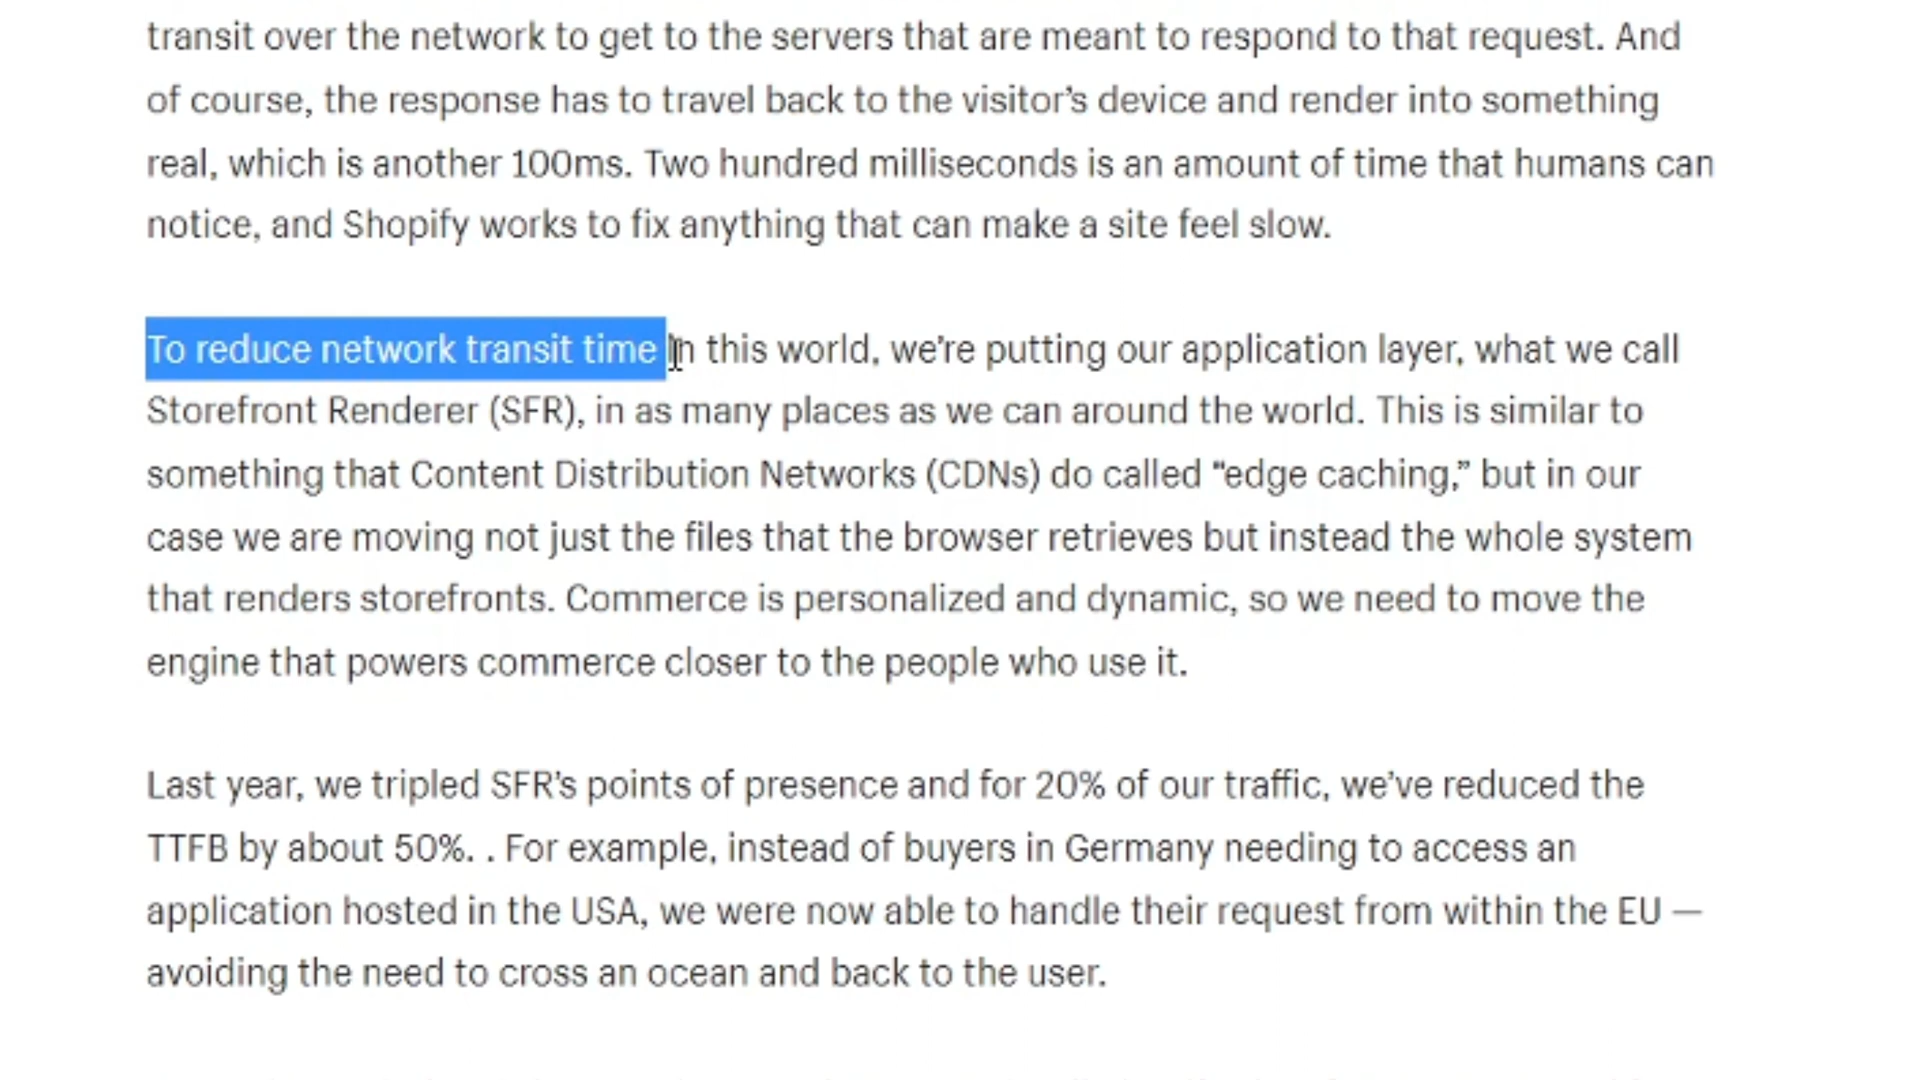 transit over the network to get to the servers that are meant to respond to that request. And
of course, the response has to travel back to the visitor’s device and render into something
real, which is another 100ms. Two hundred milliseconds is an amount of time that humans can
notice, and Shopify works to fix anything that can make a site feel slow.
To reduce network transit time in this world, we’re putting our application layer, what we call
Storefront Renderer (SFR), in as many places as we can around the world. This is similar to
something that Content Distribution Networks (CDNs) do called “edge caching,” but in our
case we are moving not just the files that the browser retrieves but instead the whole system
that renders storefronts. Commerce is personalized and dynamic, so we need to move the
engine that powers commerce closer to the people who use it.
Last year, we tripled SFR’s points of presence and for 20% of our traffic, we’ve reduced the
TTFB by about 50%. . For example, instead of buyers in Germany needing to access an
application hosted in the USA, we were now able to handle their request from within the EU —
avoiding the need to cross an ocean and back to the user.